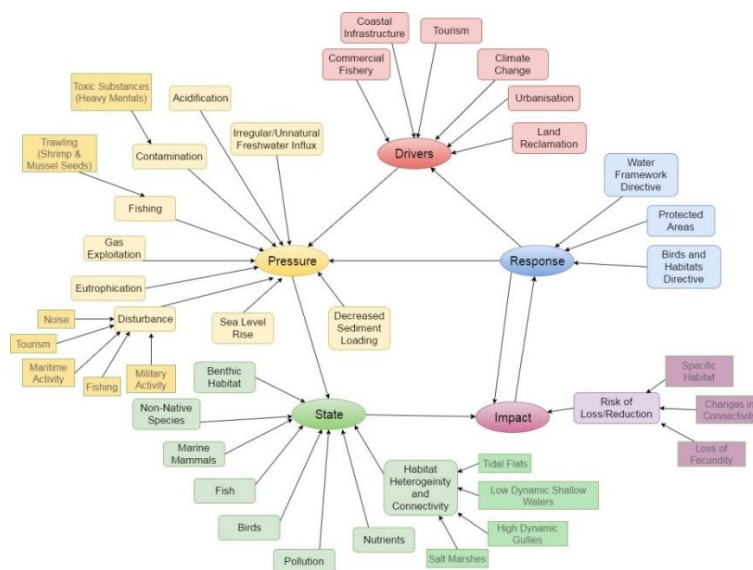 Coastal
Infrastructure
Tourism
Commercial
Fishery
Climate
Change
Urbanisation
Land
Reclamation
Drivers
Toxic Substances
(Heavy Mentals)
Acidification
Irregular/Unnatural
Freshwater Influx
Trawling
(Shrimp &
Mussel Seeds)
Contamination
Fishing
Gas
Exploitation
Pressure
Eutrophication
Disturbance
Sea Level
Rise
Decreased
Sediment
Loading
Noise
Tourism
Maritime
Activity
Fishing
Military
Activity
Water
Framework
Directive
Protected
Areas
Birds and
Habitats
Directive
Response
Benthic
Habitat
Non-Native
Species
Marine
Mammals
Fish
Birds
Pollution
Nutrients
State
Habitat
Heterogeinity
and
Connectivity
Tidal Flats
Low Dynamic Shallow
Waters
High Dynamic
Gullies
Salt Marshes
Impact
Risk of
Loss/Reduction
Specific
Habitat
Changes in
Connectivity
Loss of
Fecundity